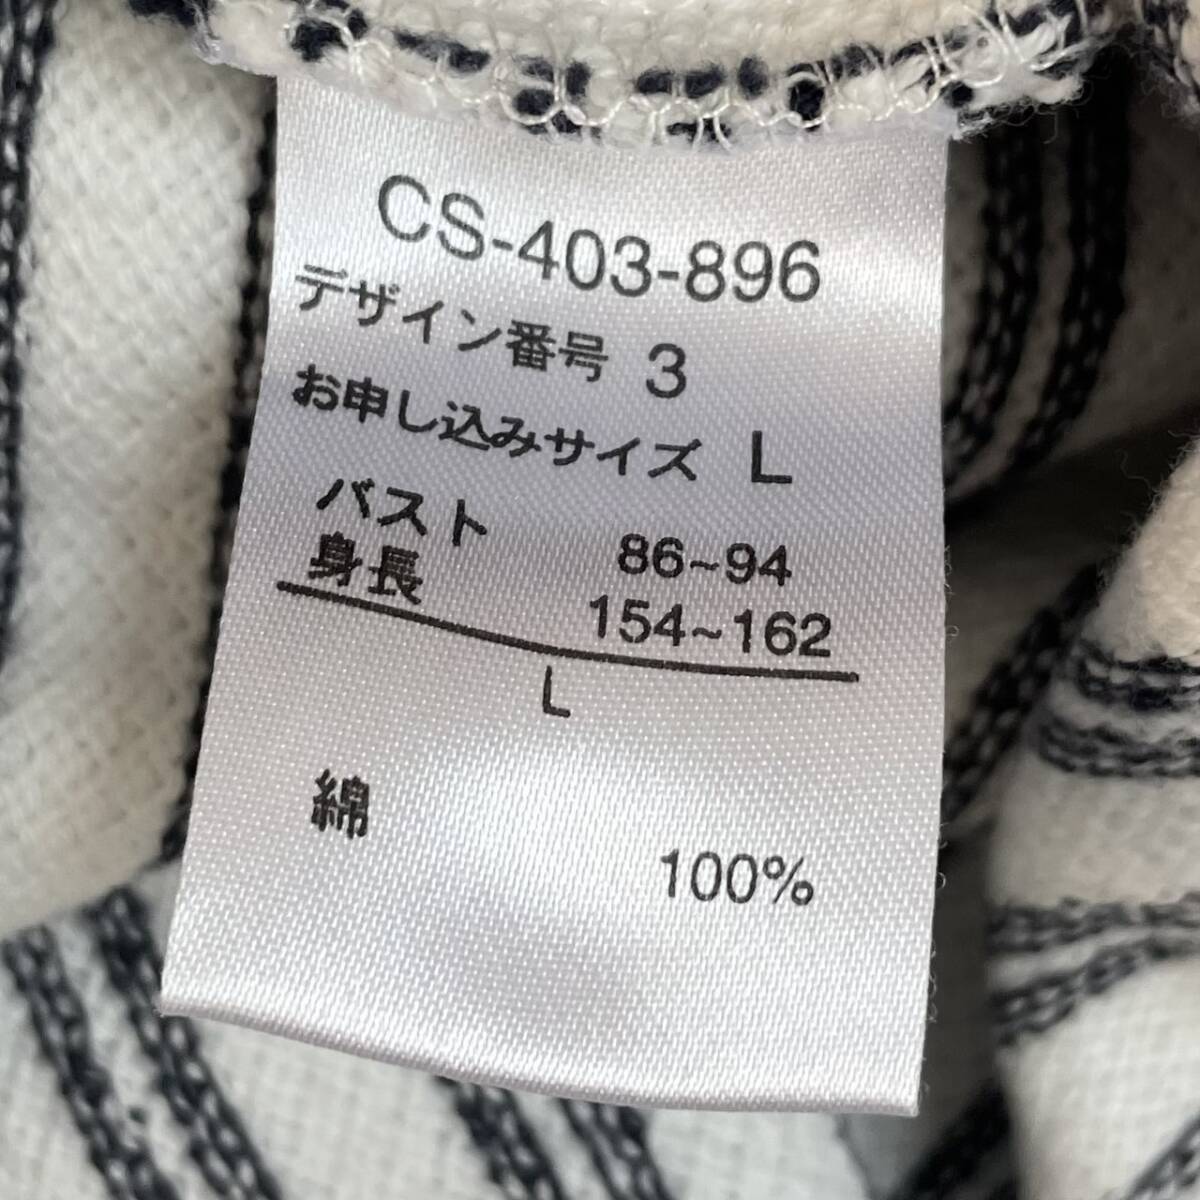 CS-403-896
デザイン番号 3
お申し込みサイズ L
バスト 86~94
身長 154~162
L
綿 100%